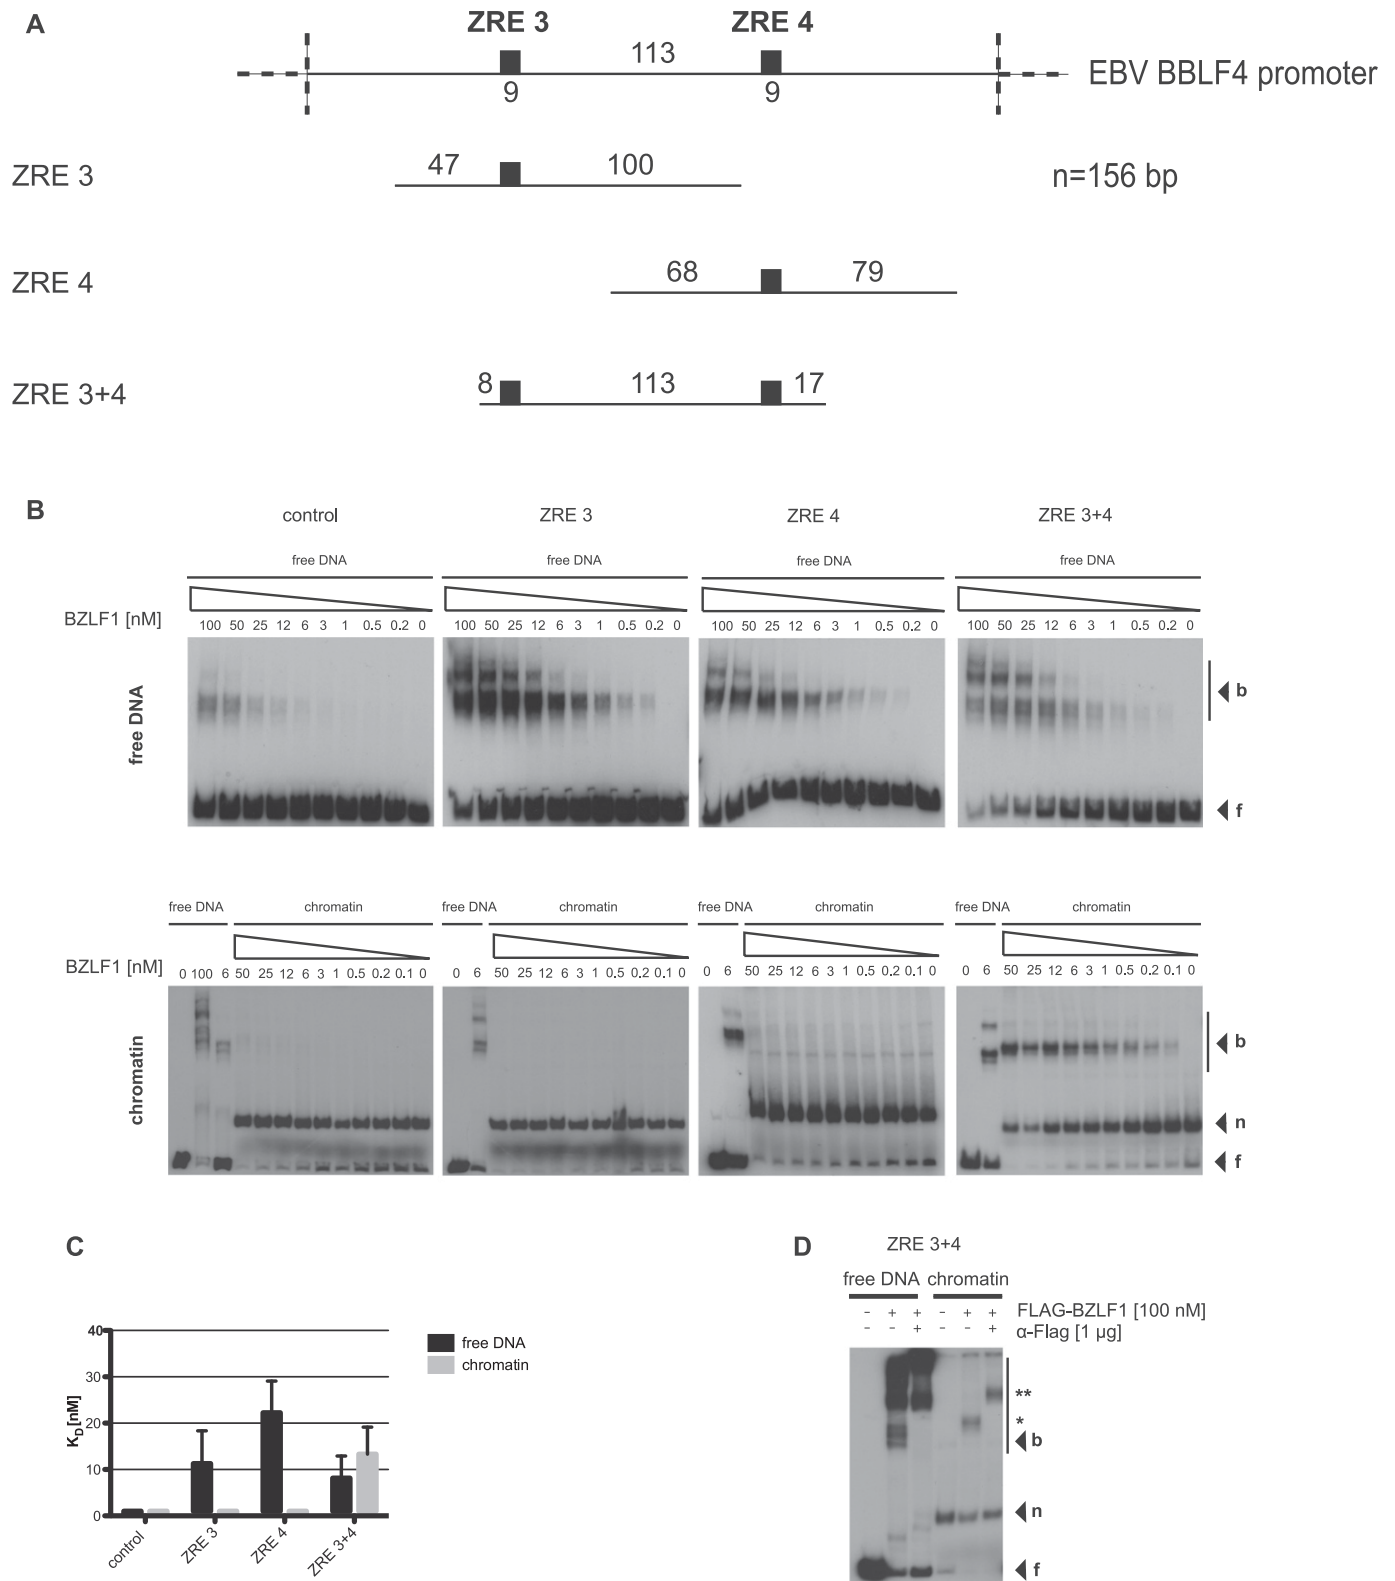 A
ZRE 3 ZRE 4
113
EBV BBLF4 promoter
9 9
ZRE 3 47 100 n=156 bp
ZRE 4 68 79
ZRE 3+4 8 113 17
B
control ZRE 3 ZRE 4 ZRE 3+4
free DNA free DNA free DNA free DNA
BZLF1 [nM] 100 50 25 12 6 3 1 0.5 0.2 0 100 50 25 12 6 3 1 0.5 0.2 0 100 50 25 12 6 3 1 0.5 0.2 0 100 50 25 12 6 3 1 0.5 0.2 0
free DNA
b
f
free DNA chromatin free DNA chromatin free DNA chromatin free DNA chromatin
BZLF1 [nM] 0 100 6 50 25 12 6 3 1 0.5 0.2 0.1 0 0 6 50 25 12 6 3 1 0.5 0.2 0.1 0 0 6 50 25 12 6 3 1 0.5 0.2 0.1 0 0 6 50 25 12 6 3 1 0.5 0.2 0.1 0
chromatin
b
n
f
C
40
30
20
10
0
KD[nM]
free DNA
chromatin
control ZRE 3 ZRE 4 ZRE 3+4
D ZRE 3+4
free DNA chromatin
- + + - + + FLAG-BZLF1 [100 nM]
- - + - - + α-Flag [1 µg]
**
*
b
n
f